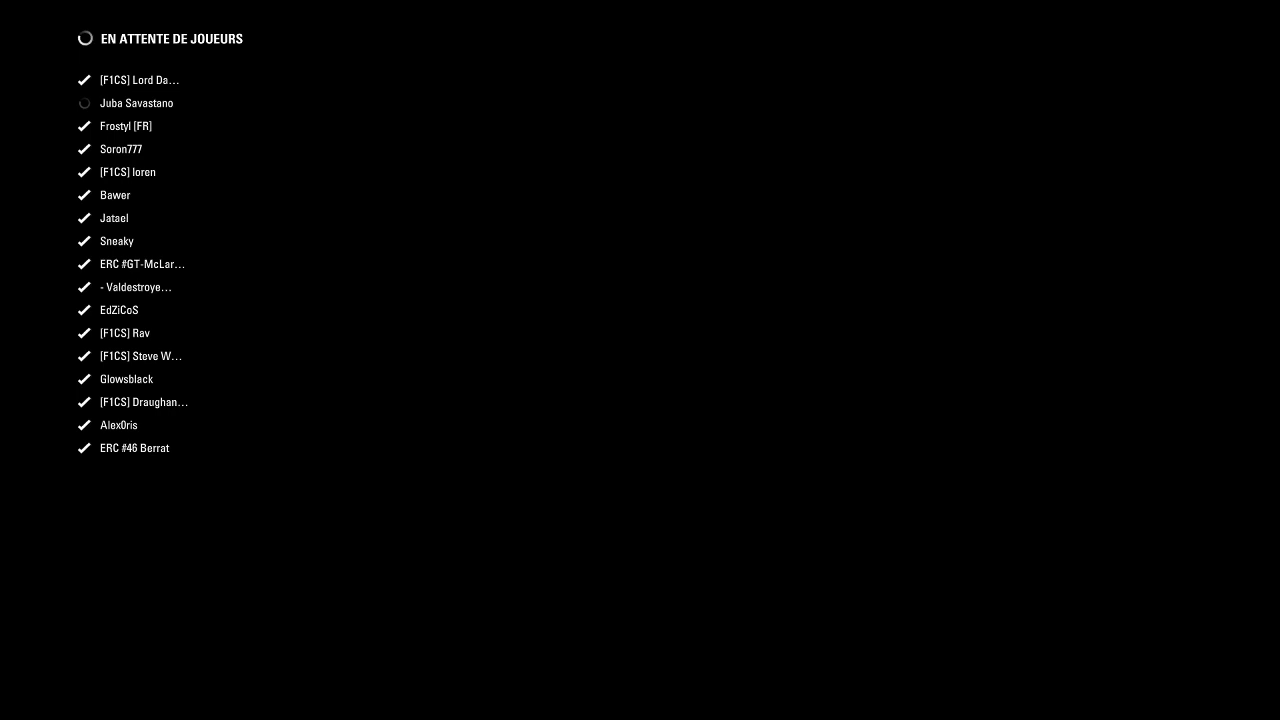 EN ATTENTE DE JOUEURS
[F1CS] Lord Da...
Juba Savastano
Frostyl [FR]
Soron777
[F1CS] loren
Bawer
Jatael
Sneaky
ERC #GT-McLar...
- Valdestroye...
EdZiCoS
[F1CS] Rav
[F1CS] Steve W...
Glowsblack
[F1CS] Draughan...
Alex0ris
ERC #46 Berrat